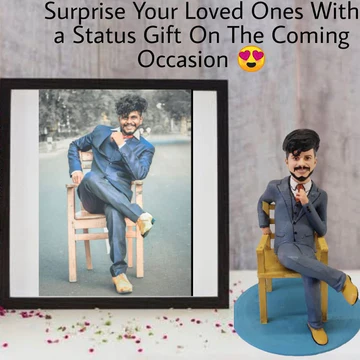 Surprise Your Loved Ones With
a Status Gift On The Coming
Occasion 😍